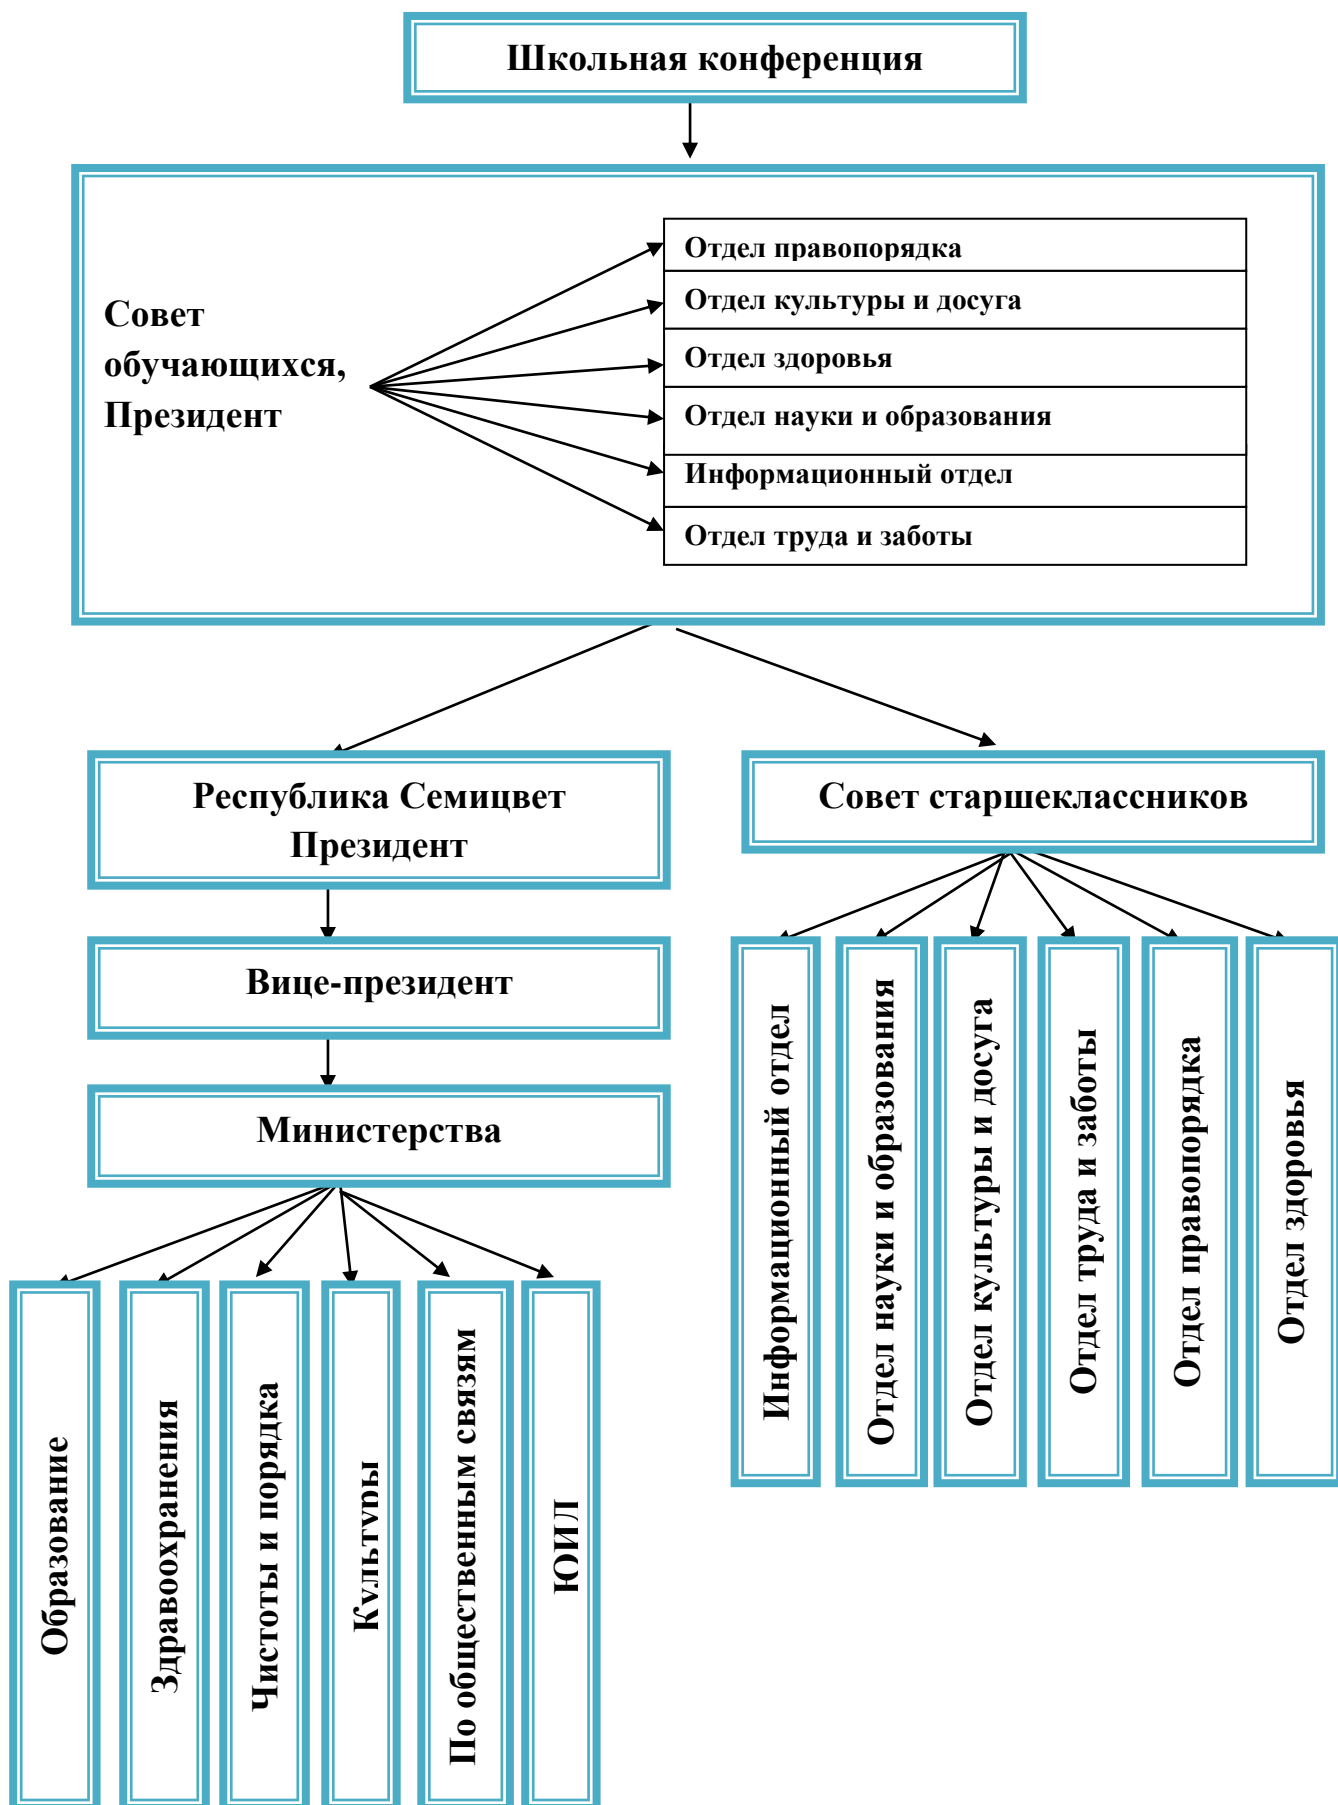 Школьная конференция
Совет
обучающихся,
Президент
Отдел правопорядка
Отдел культуры и досуга
Отдел здоровья
Отдел науки и образования
Информационный отдел
Отдел труда и заботы
Республика Семицвет
Президент
Совет старшеклассников
Вице-президент
Министерства
Информационный отдел
Отдел науки и образования
Отдел культуры и досуга
Отдел труда и заботы
Отдел правопорядка
Отдел здоровья
Образование
Здравоохранения
Чистоты и порядка
Культуры
По общественным связям
ЮИЛ